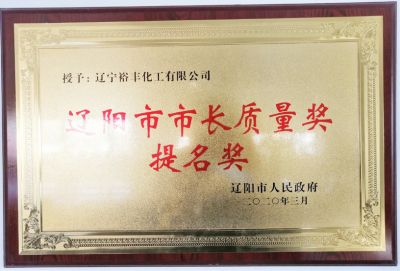 授予：辽宁裕丰化工有限公司
辽阳市市长质量奖
提名奖
辽阳市人民政府
二〇二〇年三月